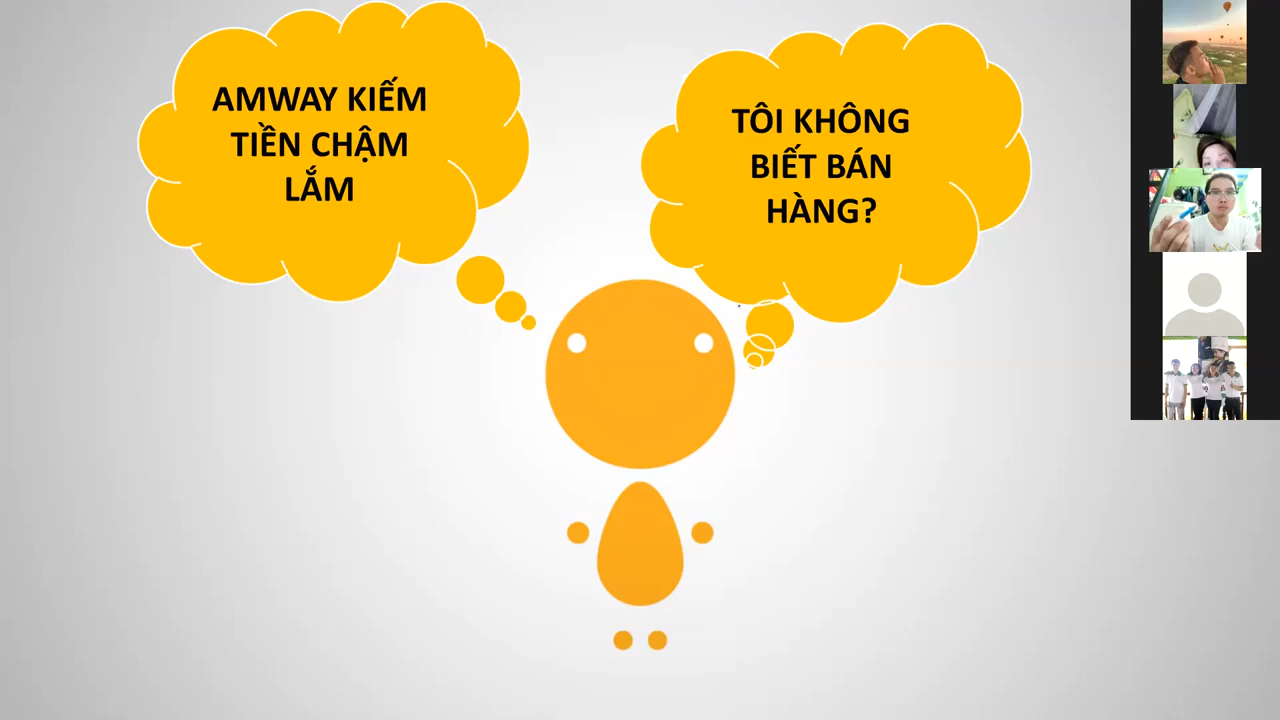 AMWAY KIẾM
TIỀN CHẬM
LẮM
TÔI KHÔNG
BIẾT BÁN
HÀNG?